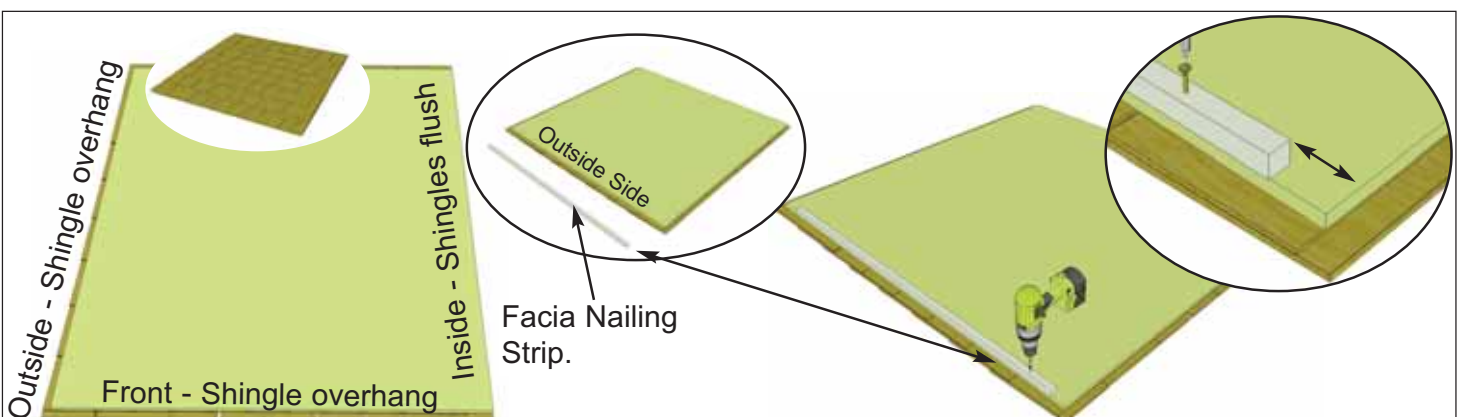 Outside - Shingle overhang
Inside - Shingles flush
Front - Shingle overhang
Outside Side
Facia Nailing
Strip.